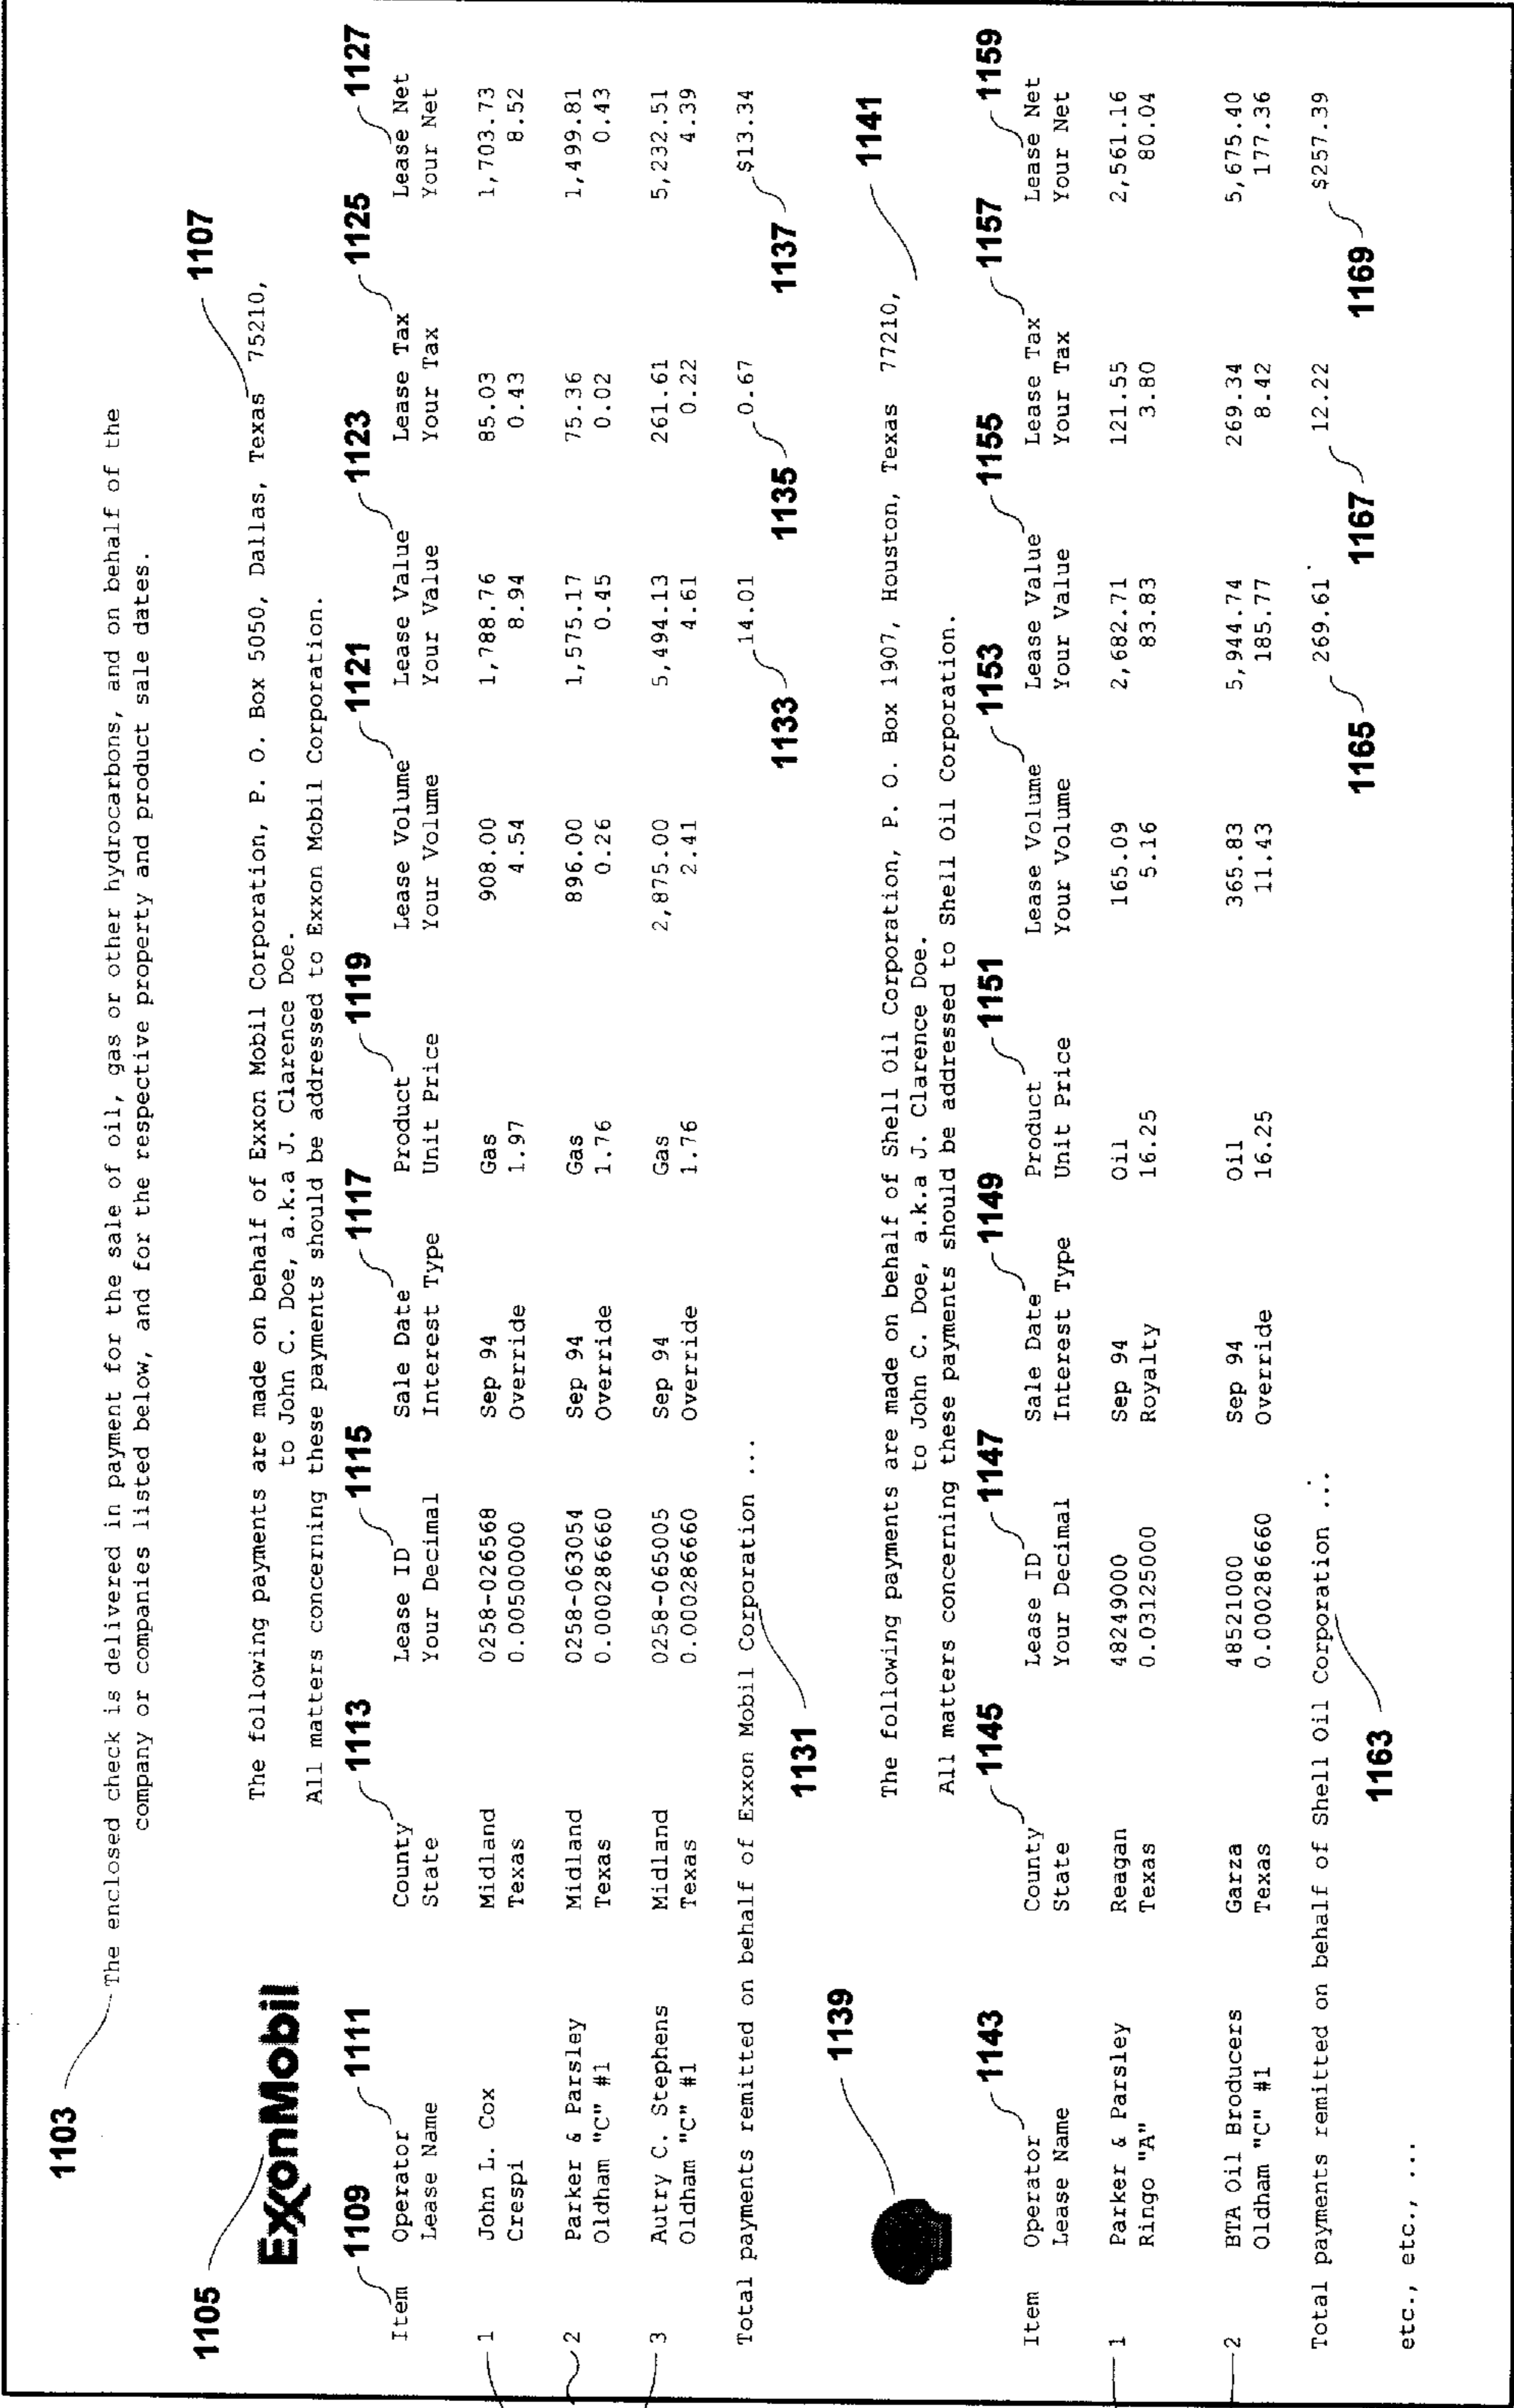 1103
The enclosed check is delivered in payment for the sale of oil, gas or other hydrocarbons, and on behalf of the
company or companies listed below, and for the respective property and product sale dates.
1105
1107
ExxonMobil
The following payments are made on behalf of Exxon Mobil Corporation, P. O. Box 5050, Dallas, Texas 75210,
to John C. Doe, a.k.a J. Clarence Doe.
All matters concerning these payments should be addressed to Exxon Mobil Corporation.
1109 1111 1113 1115 1117 1119 1121 1123 1125 1127
Item Operator County Lease ID Sale Date Product Lease Volume Lease Value Lease Tax Lease Net
Lease Name State Your Decimal Interest Type Unit Price Your Volume Your Value Your Tax Your Net
1 John L. Cox Midland 0258-026568 Sep 94 Gas 908.00 1,788.76 85.03 1,703.73
Crespi Texas 0.00500000 Override 1.97 4.54 8.94 0.43 8.52
2 Parker & Parsley Midland 0258-063054 Sep 94 Gas 896.00 1,575.17 75.36 1,499.81
Oldham "C" #1 Texas 0.000286660 Override 1.76 0.26 0.45 0.02 0.43
3 Autry C. Stephens Midland 0258-065005 Sep 94 Gas 2,875.00 5,494.13 261.61 5,232.51
Oldham "C" #1 Texas 0.000286660 Override 1.76 2.41 4.61 0.22 4.39
Total payments remitted on behalf of Exxon Mobil Corporation ... 14.01 0.67 $13.34
1131 1133 1135 1137
1139 1141
The following payments are made on behalf of Shell Oil Corporation, P. O. Box 1907, Houston, Texas 77210,
to John C. Doe, a.k.a J. Clarence Doe.
All matters concerning these payments should be addressed to Shell Oil Corporation.
1143 1145 1147 1149 1151 1153 1155 1157 1159
Item Operator County Lease ID Sale Date Product Lease Volume Lease Value Lease Tax Lease Net
Lease Name State Your Decimal Interest Type Unit Price Your Volume Your Value Your Tax Your Net
1 Parker & Parsley Reagan 48249000 Sep 94 Oil 165.09 2,682.71 121.55 2,561.16
Ringo "A" Texas 0.03125000 Royalty 16.25 5.16 83.83 3.80 80.04
2 BTA Oil Broducers Garza 48521000 Sep 94 Oil 365.83 5,944.74 269.34 5,675.40
Oldham "C" #1 Texas 0.000286660 Override 16.25 11.43 185.77 8.42 177.36
Total payments remitted on behalf of Shell Oil Corporation ... 269.61 12.22 $257.39
1163 1165 1167 1169
etc., etc., ...